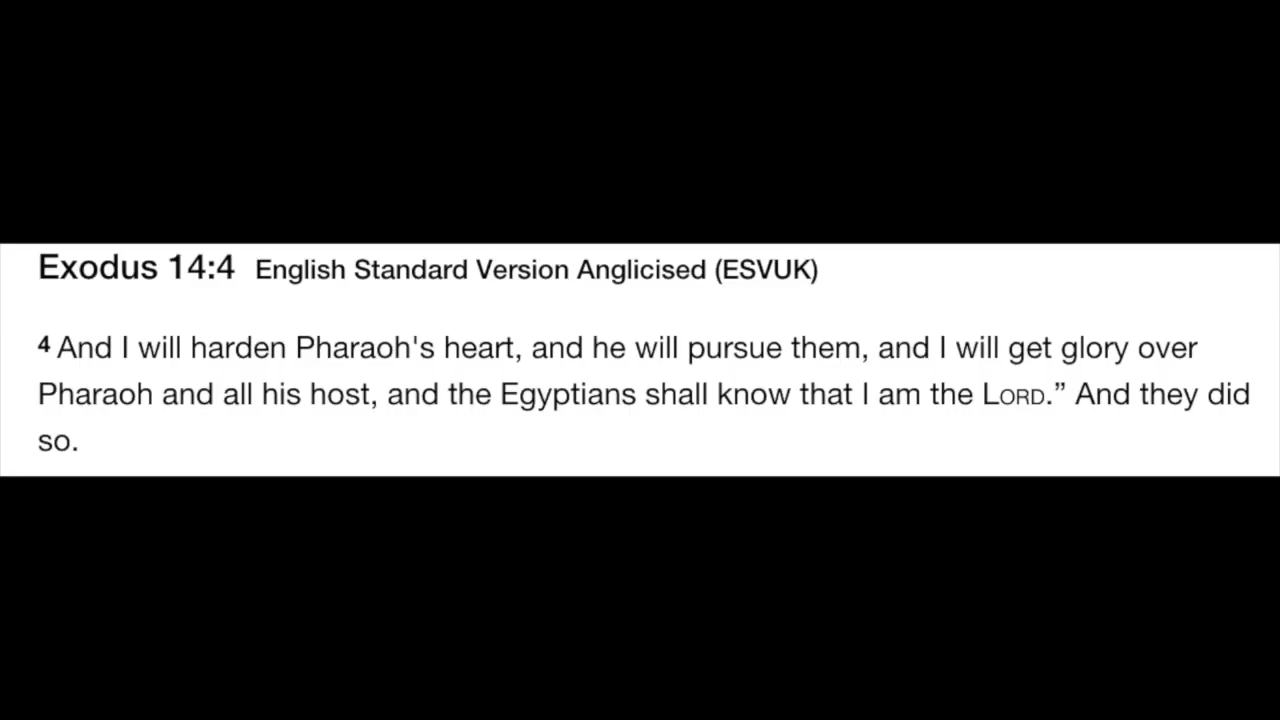 Exodus 14:4 English Standard Version Anglicised (ESVUK)
4 And I will harden Pharaoh's heart, and he will pursue them, and I will get glory over
Pharaoh and all his host, and the Egyptians shall know that I am the LORD.” And they did
so.